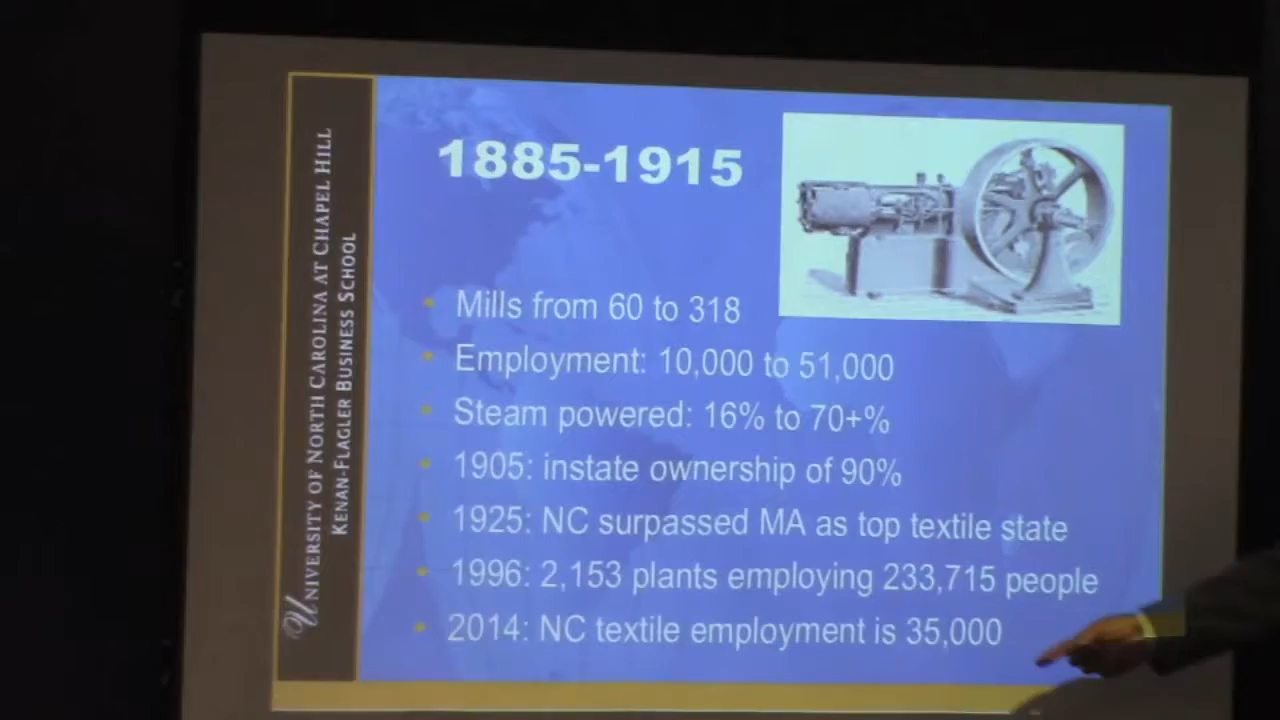 UNIVERSITY OF NORTH CAROLINA AT CHAPEL HILL
KENAN-FLAGLER BUSINESS SCHOOL
1885-1915
• Mills from 60 to 318
• Employment: 10,000 to 51,000
• Steam powered: 16% to 70+%
• 1905: instate ownership of 90%
• 1925: NC surpassed MA as top textile state
• 1996: 2,153 plants employing 233,715 people
• 2014: NC textile employment is 35,000